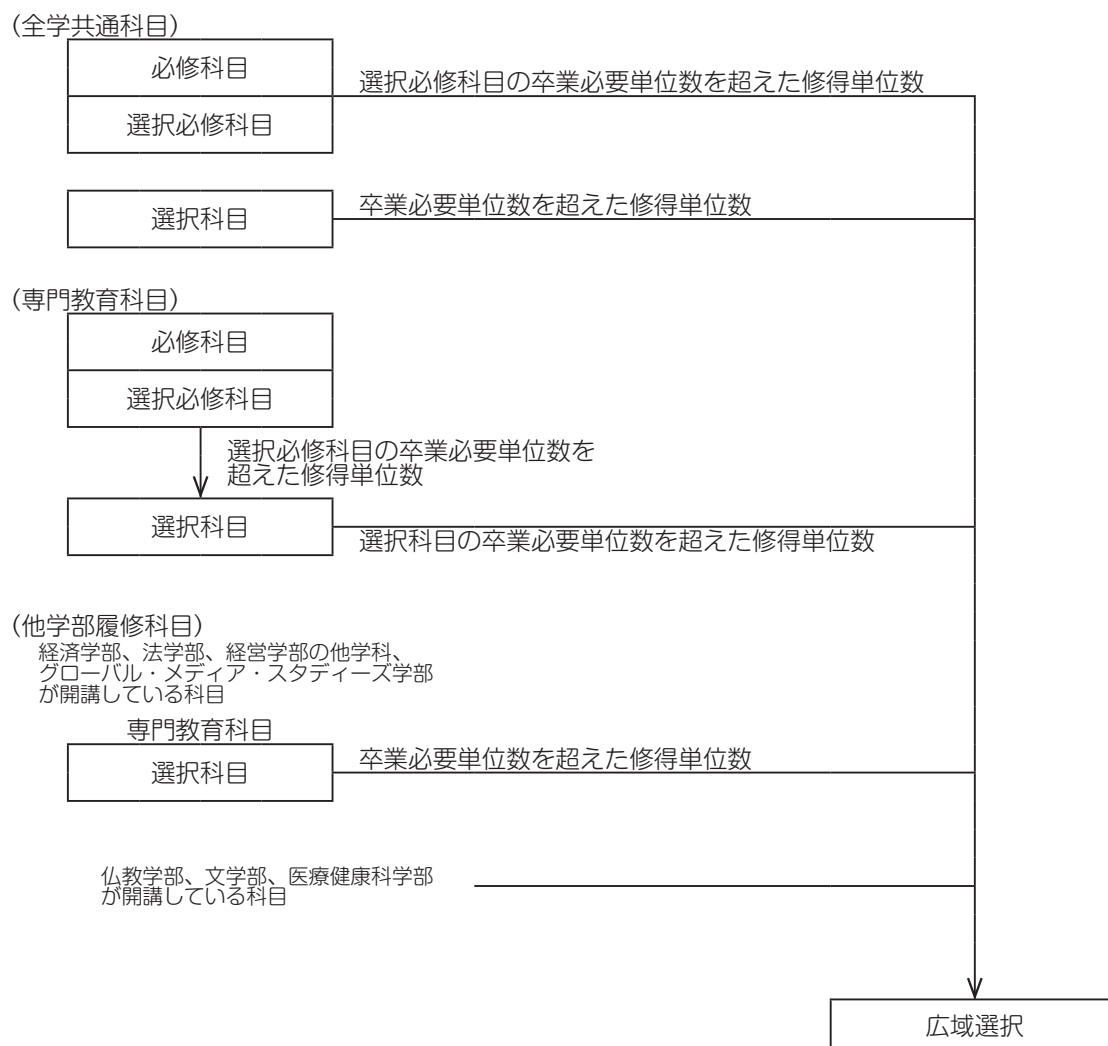 (全学共通科目)
必修科目
選択必修科目の卒業必要単位数を超えた修得単位数
選択必修科目
選択科目
卒業必要単位数を超えた修得単位数
(専門教育科目)
必修科目
選択必修科目
選択必修科目の卒業必要単位数を
超えた修得単位数
選択科目
選択科目の卒業必要単位数を超えた修得単位数
(他学部履修科目)
経済学部、法学部、経営学部の他学科、
グローバル・メディア・スタディーズ学部
が開講している科目
専門教育科目
選択科目
卒業必要単位数を超えた修得単位数
仏教学部、文学部、医療健康科学部
が開講している科目
広域選択